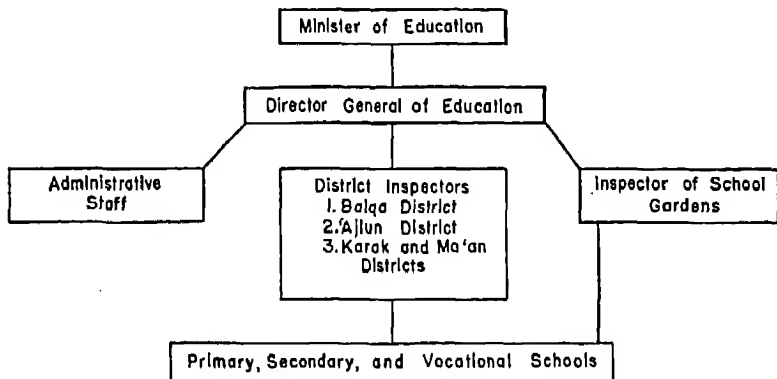 Minister of Education
Director General of Education
Administrative
Staff
District Inspectors
1. Balqa District
2. 'Ajlun District
3. Karak and Ma'an
Districts
Inspector of School
Gardens
Primary, Secondary, and Vocational Schools